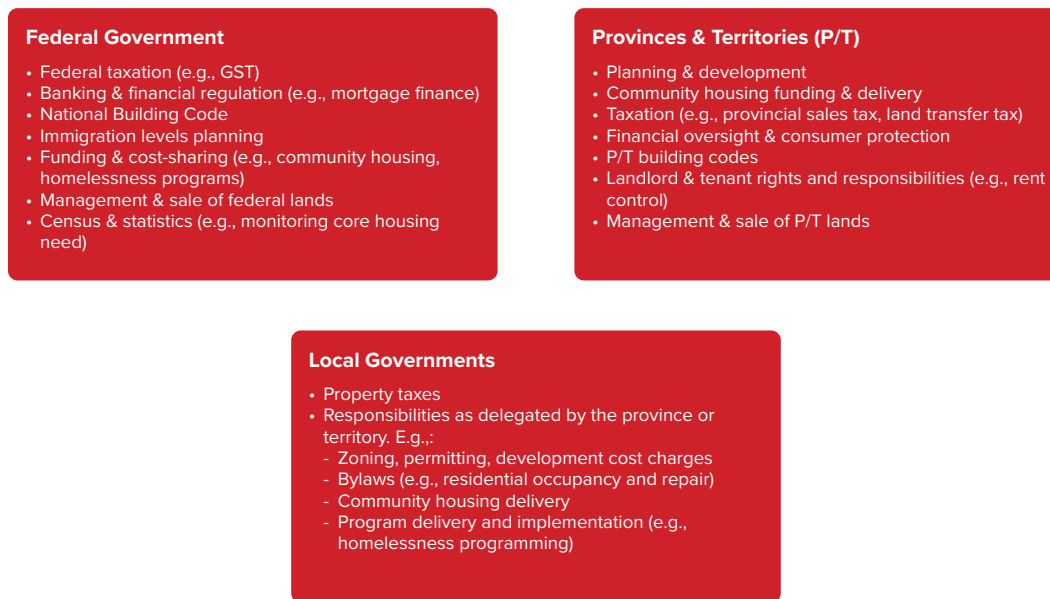 Federal Government
• Federal taxation (e.g., GST)
• Banking & financial regulation (e.g., mortgage finance)
• National Building Code
• Immigration levels planning
• Funding & cost-sharing (e.g., community housing,
homelessness programs)
• Management & sale of federal lands
• Census & statistics (e.g., monitoring core housing
need)
Provinces & Territories (P/T)
• Planning & development
• Community housing funding & delivery
• Taxation (e.g., provincial sales tax, land transfer tax)
• Financial oversight & consumer protection
• P/T building codes
• Landlord & tenant rights and responsibilities (e.g., rent
control)
• Management & sale of P/T lands
Local Governments
• Property taxes
• Responsibilities as delegated by the province or
territory. E.g.,:
- Zoning, permitting, development cost charges
- Bylaws (e.g., residential occupancy and repair)
- Community housing delivery
- Program delivery and implementation (e.g.,
homelessness programming)